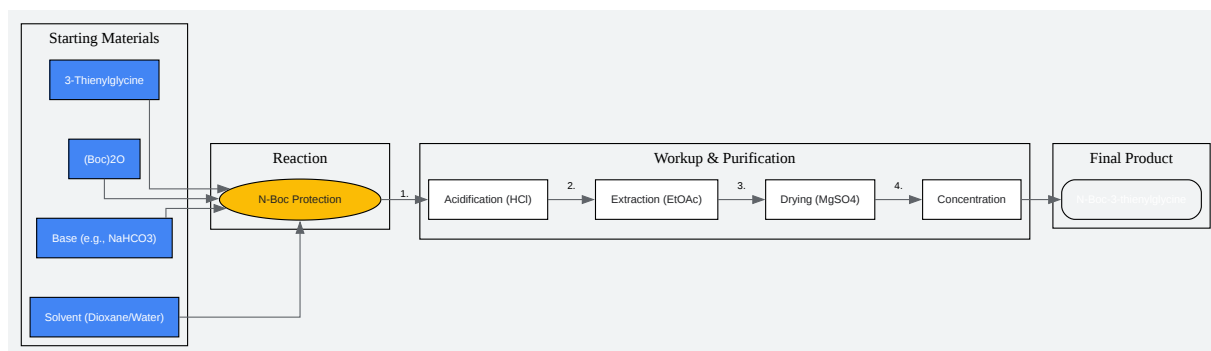 Starting Materials
3-Thienylglycine
(Boc)2O
Base (e.g., NaHCO3)
Solvent (Dioxane/Water)
Reaction
N-Boc Protection
Workup & Purification
1.
Acidification (HCl)
2.
Extraction (EtOAc)
3.
Drying (MgSO4)
4.
Concentration
Final Product
N-Boc-3-thienylglycine